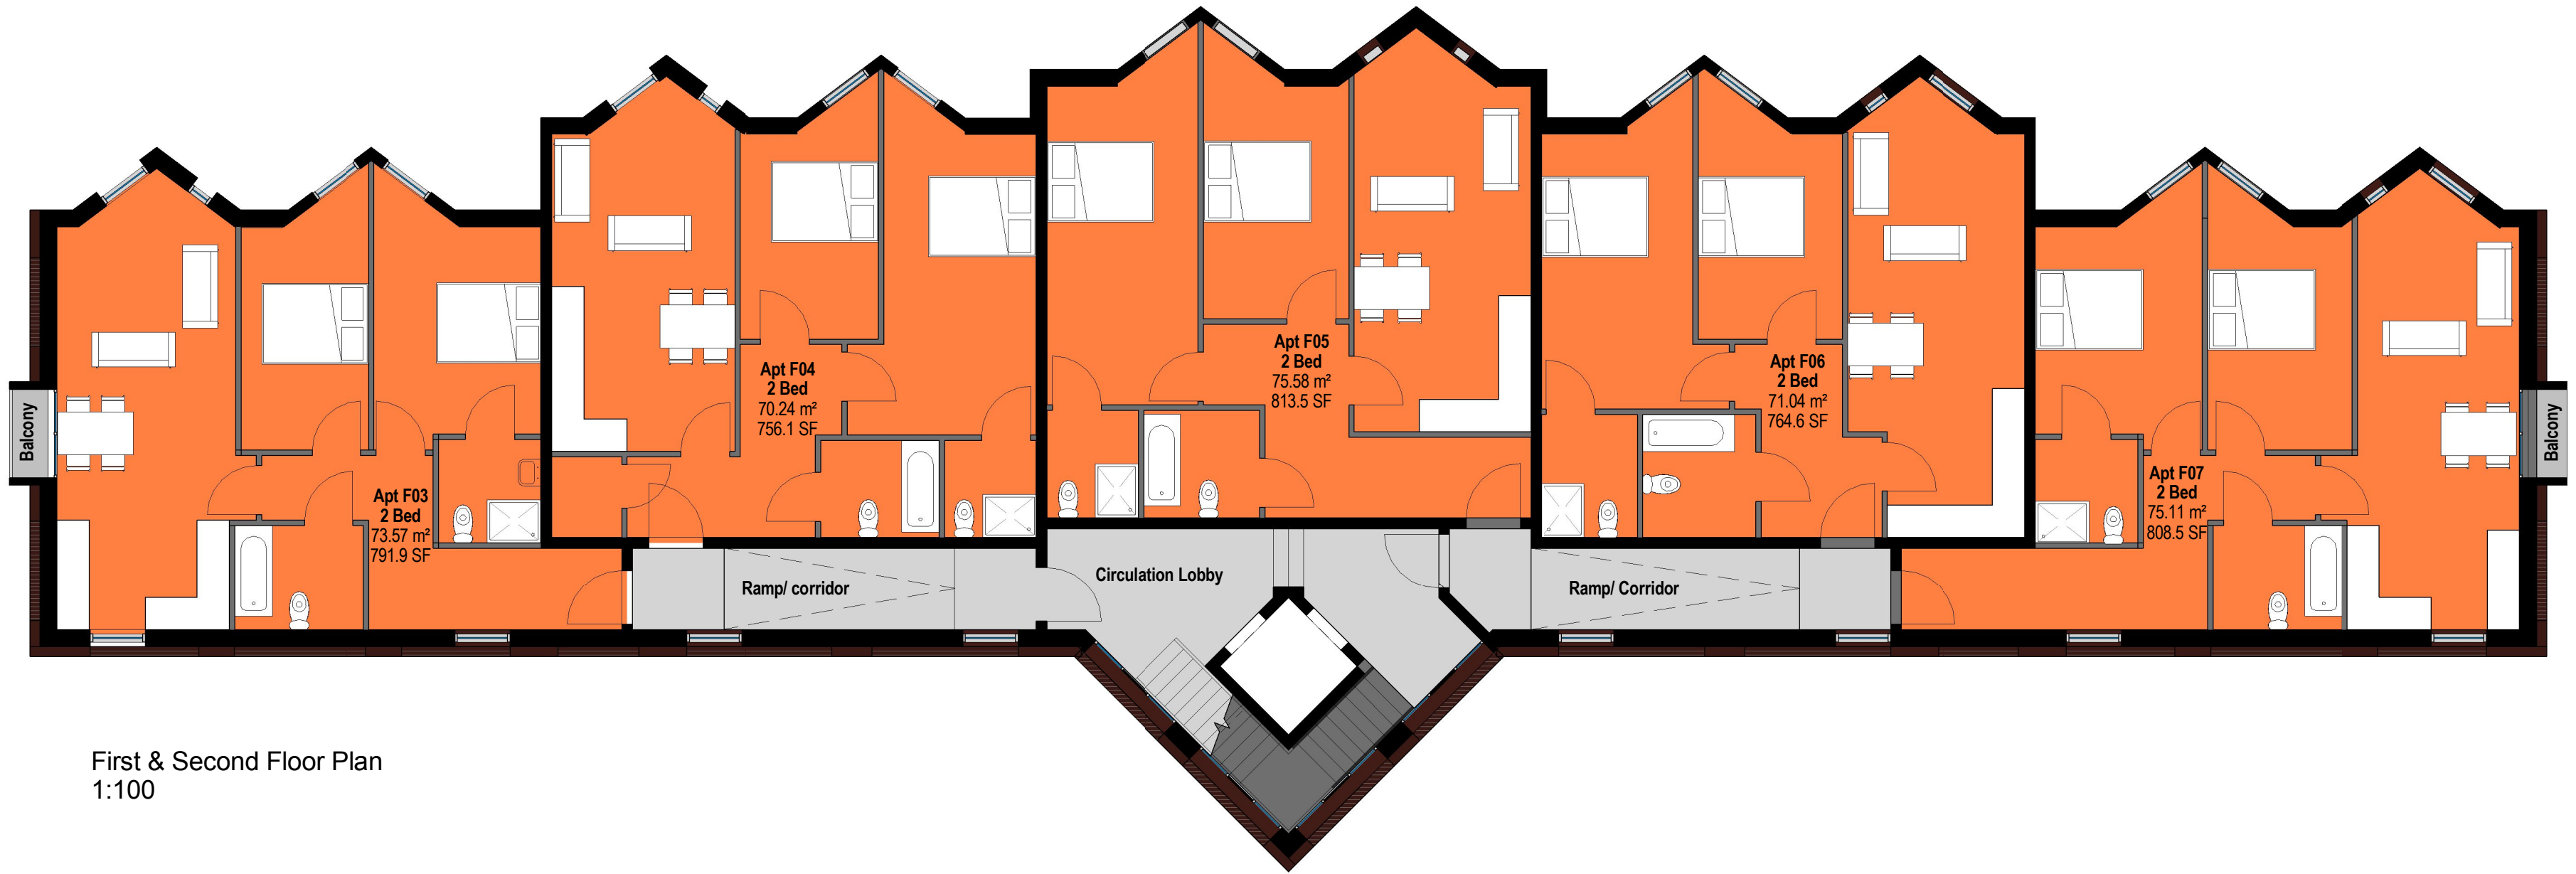 Balcony
Apt F03
2 Bed
73.57 m²
791.9 SF
Apt F04
2 Bed
70.24 m²
756.1 SF
Ramp/ corridor
Circulation Lobby
Apt F05
2 Bed
75.58 m²
813.5 SF
Ramp/ Corridor
Apt F06
2 Bed
71.04 m²
764.6 SF
Apt F07
2 Bed
75.11 m²
808.5 SF
Balcony
First & Second Floor Plan
1:100